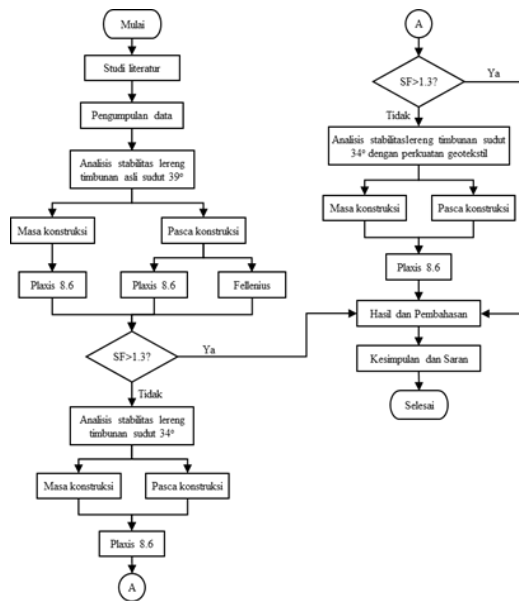 Mulai
Studi literatur
Pengumpulan data
Analisis stabilitas lereng
timbunan asli sudut 39°
Masa konstruksi
Pasca konstruksi
Plaxis 8.6
Plaxis 8.6
Fellenius
SF>1.3?
Ya
Tidak
Analisis stabilitas lereng
timbunan sudut 34°
Masa konstruksi
Pasca konstruksi
Plaxis 8.6
A
A
SF>1.3?
Ya
Tidak
Analisis stabilitaslereng timbunan sudut
34° dengan perkuatan geotekstil
Masa konstruksi
Pasca konstruksi
Plaxis 8.6
Hasil dan Pembahasan
Kesimpulan dan Saran
Selesai